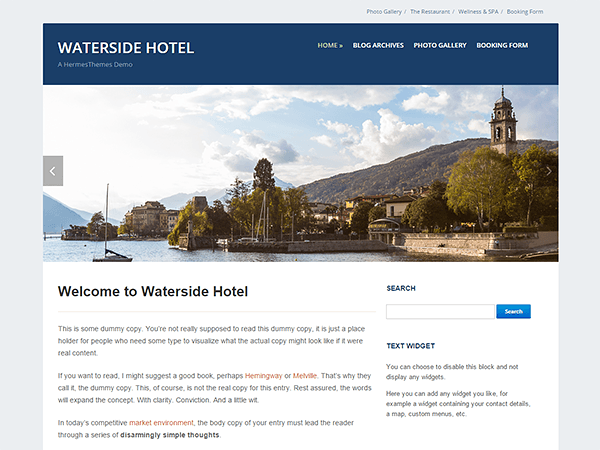 Photo Gallery / The Restaurant / Wellness & SPA / Booking Form
WATERSIDE HOTEL
A HermesThemes Demo
HOME » BLOG ARCHIVES PHOTO GALLERY BOOKING FORM
Welcome to Waterside Hotel
This is some dummy copy. You're not really supposed to read this dummy copy, it is just a place
holder for people who need some type to visualize what the actual copy might look like if it were
real content.
If you want to read, I might suggest a good book, perhaps Hemingway or Melville. That's why they
call it, the dummy copy. This, of course, is not the real copy for this entry. Rest assured, the words
will expand the concept. With clarity. Conviction. And a little wit.
In today's competitive market environment, the body copy of your entry must lead the reader
through a series of disarmingly simple thoughts.
SEARCH
Search
TEXT WIDGET
You can choose to disable this block and not
display any widgets.
Here you can add any widget you like, for
example a widget containing your contact details,
a map, custom menus, etc.